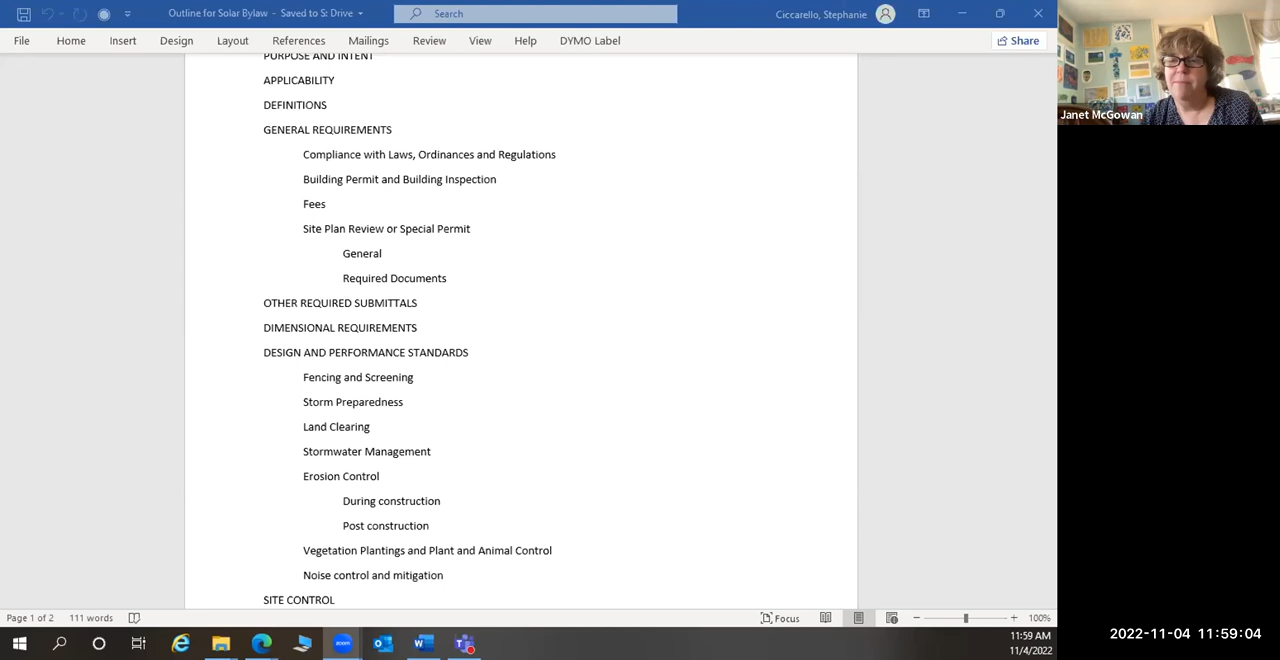 Outline for Solar Bylaw - Saved to S: Drive
Search
Ciccarello, Stephanie
File Home Insert Design Layout References Mailings Review View Help DYMO Label
Share
PURPOSE AND INTENT
APPLICABILITY
DEFINITIONS
GENERAL REQUIREMENTS
Compliance with Laws, Ordinances and Regulations
Building Permit and Building Inspection
Fees
Site Plan Review or Special Permit
General
Required Documents
OTHER REQUIRED SUBMITTALS
DIMENSIONAL REQUIREMENTS
DESIGN AND PERFORMANCE STANDARDS
Fencing and Screening
Storm Preparedness
Land Clearing
Stormwater Management
Erosion Control
During construction
Post construction
Vegetation Plantings and Plant and Animal Control
Noise control and mitigation
SITE CONTROL
Page 1 of 2 111 words
Focus
100%
zoom
11:59 AM
11/4/2022
Janet McGowan
2022-11-04 11:59:04